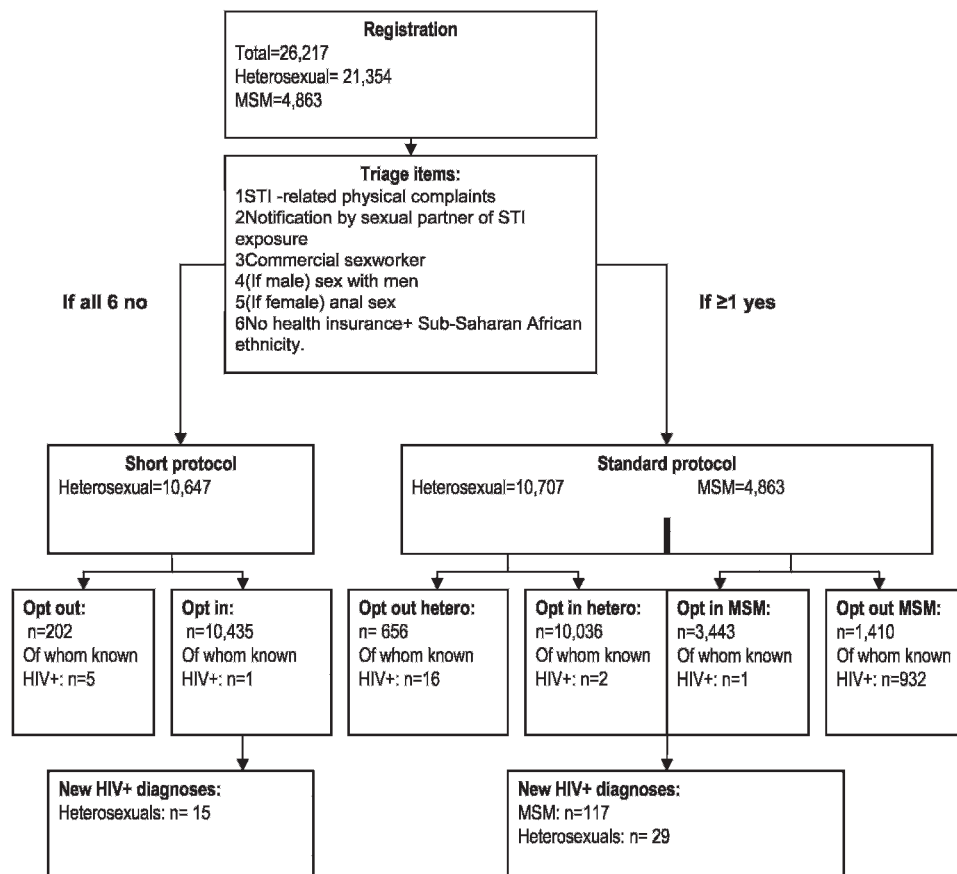 Registration
Total=26,217
Heterosexual= 21,354
MSM=4,863
Triage items:
1STI -related physical complaints
2Notification by sexual partner of STI
exposure
3Commercial sexworker
4(If male) sex with men
5(If female) anal sex
6No health insurance+ Sub-Saharan African
ethnicity.
If all 6 no
If ≥1 yes
Short protocol
Heterosexual=10,647
Standard protocol
Heterosexual=10,707 MSM=4,863
Opt out:
n=202
Of whom known
HIV+: n=5
Opt in:
n=10,435
Of whom known
HIV+: n=1
Opt out hetero:
n= 656
Of whom known
HIV+: n=16
Opt in hetero:
n=10,036
Of whom known
HIV+: n=2
Opt in MSM:
n=3,443
Of whom known
HIV+: n=1
Opt out MSM:
n=1,410
Of whom known
HIV+: n=932
New HIV+ diagnoses:
Heterosexuals: n= 15
New HIV+ diagnoses:
MSM: n=117
Heterosexuals: n= 29